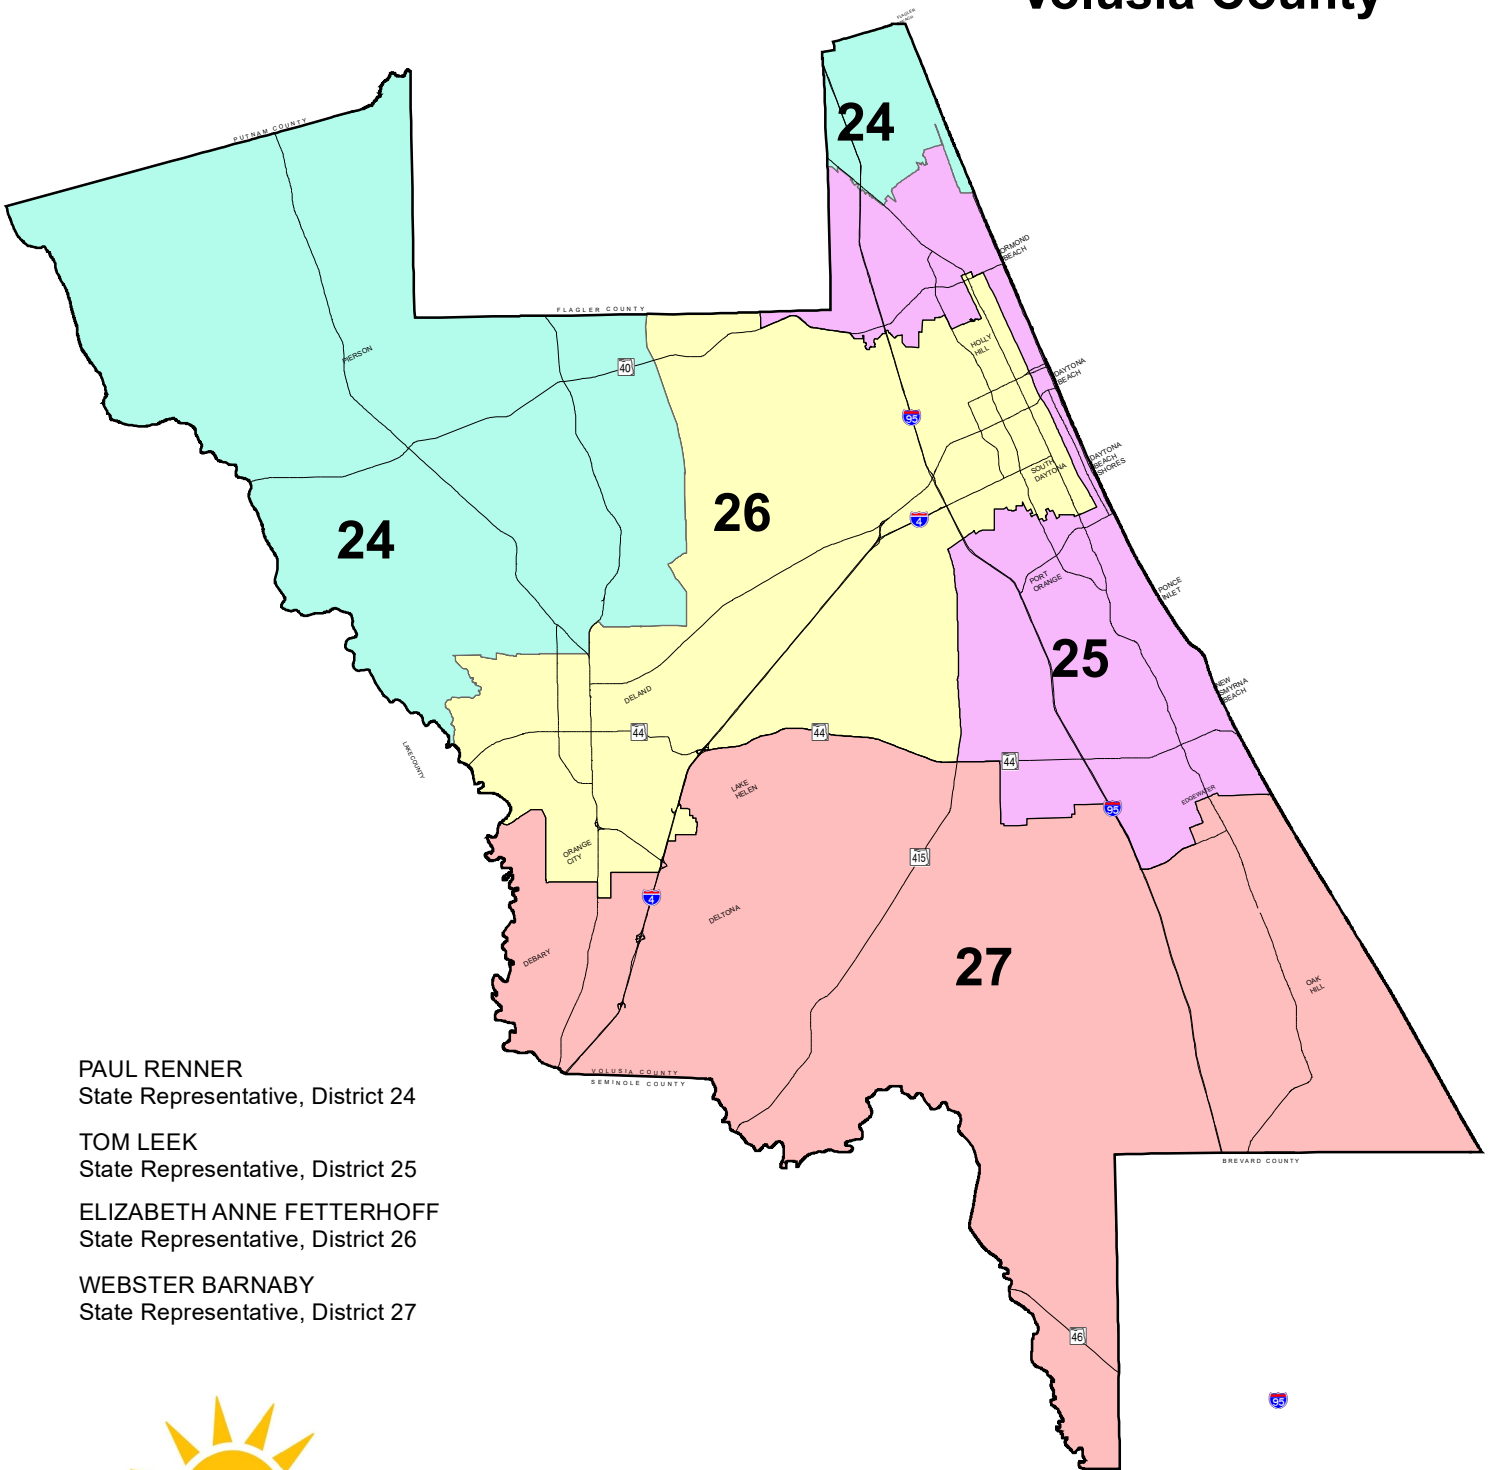 Volusia County
FLAGLER
BEACH
24
PUTNAM COUNTY
ORMOND
BEACH
FLAGLER COUNTY
PIERSON
HOLLY
HILL
40
DAYTONA
BEACH
95
DAYTONA
BEACH
SHORES
SOUTH
DAYTONA
26
4
24
PORT
ORANGE
PONCE
INLET
25
NEW
SMYRNA
BEACH
DELAND
44
44
LAKE COUNTY
44
LAKE
HELEN
EDGEWATER
95
ORANGE
CITY
415
4
DELTONA
DEBARY
27
OAK
HILL
VOLUSIA COUNTY
SEMINOLE COUNTY
BREVARD COUNTY
PAUL RENNER
State Representative, District 24
TOM LEEK
State Representative, District 25
ELIZABETH ANNE FETTERHOFF
State Representative, District 26
WEBSTER BARNABY
State Representative, District 27
46
95